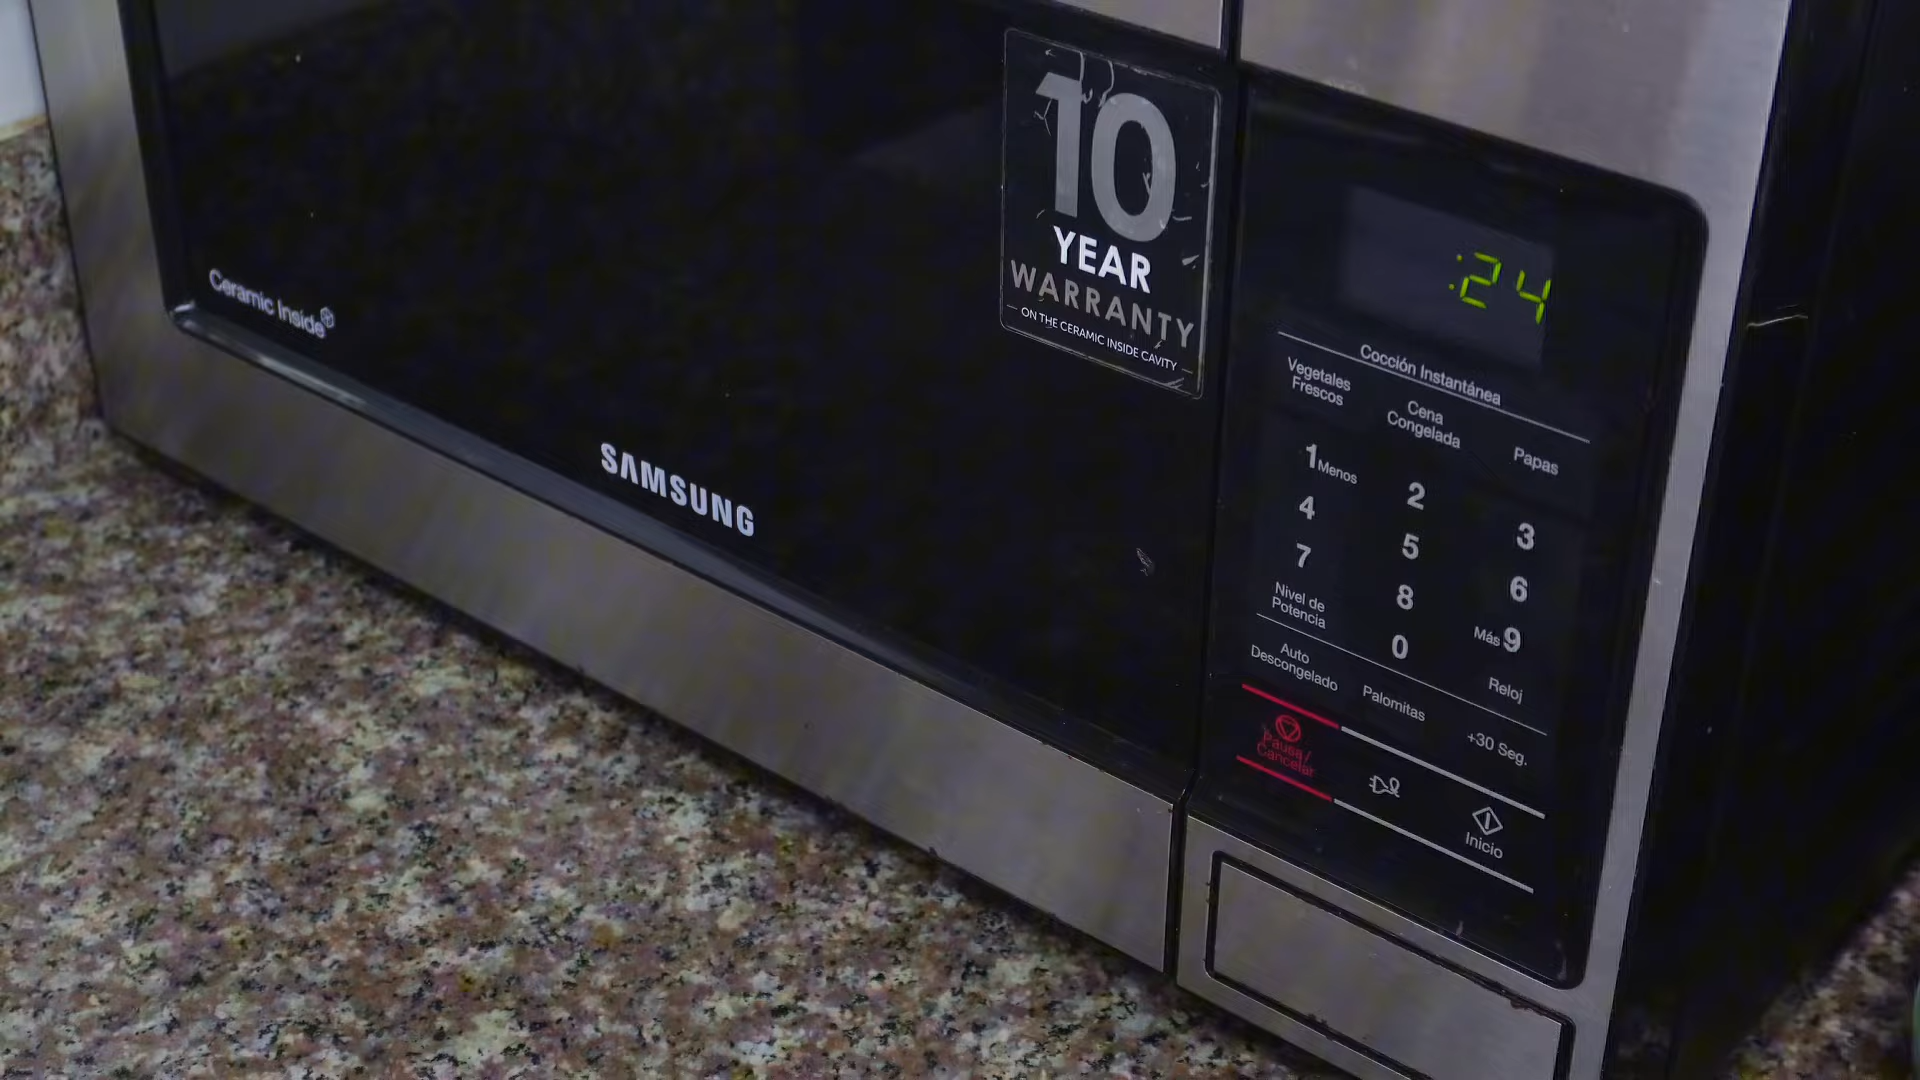 10
YEAR
WARRANTY
ON THE CERAMIC INSIDE CAVITY
Ceramic Inside
SAMSUNG
:24
Cocción Instantánea
Vegetales
Frescos
Cena
Congelada
Papas
1 Menos
2
3
4
5
6
7
8
Más 9
Nivel de
Potencia
0
Reloj
Auto
Descongelado
Palomitas
+30 Seg.
Pausa/
Cancelar
Inicio